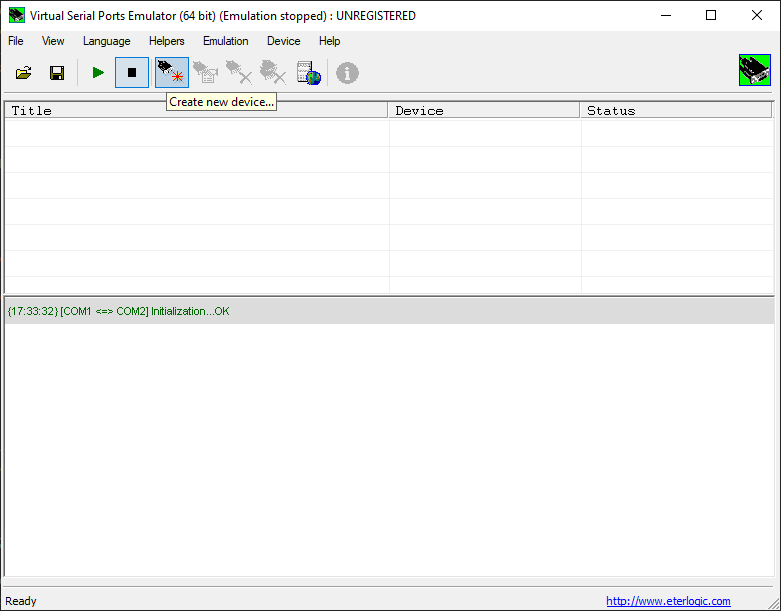 Virtual Serial Ports Emulator (64 bit) (Emulation stopped) : UNREGISTERED
File View Language Helpers Emulation Device Help
Create new device...
Title Device Status
{17:33:32} [COM1 <=> COM2] Initialization...OK
Ready http://www.eterlogic.com